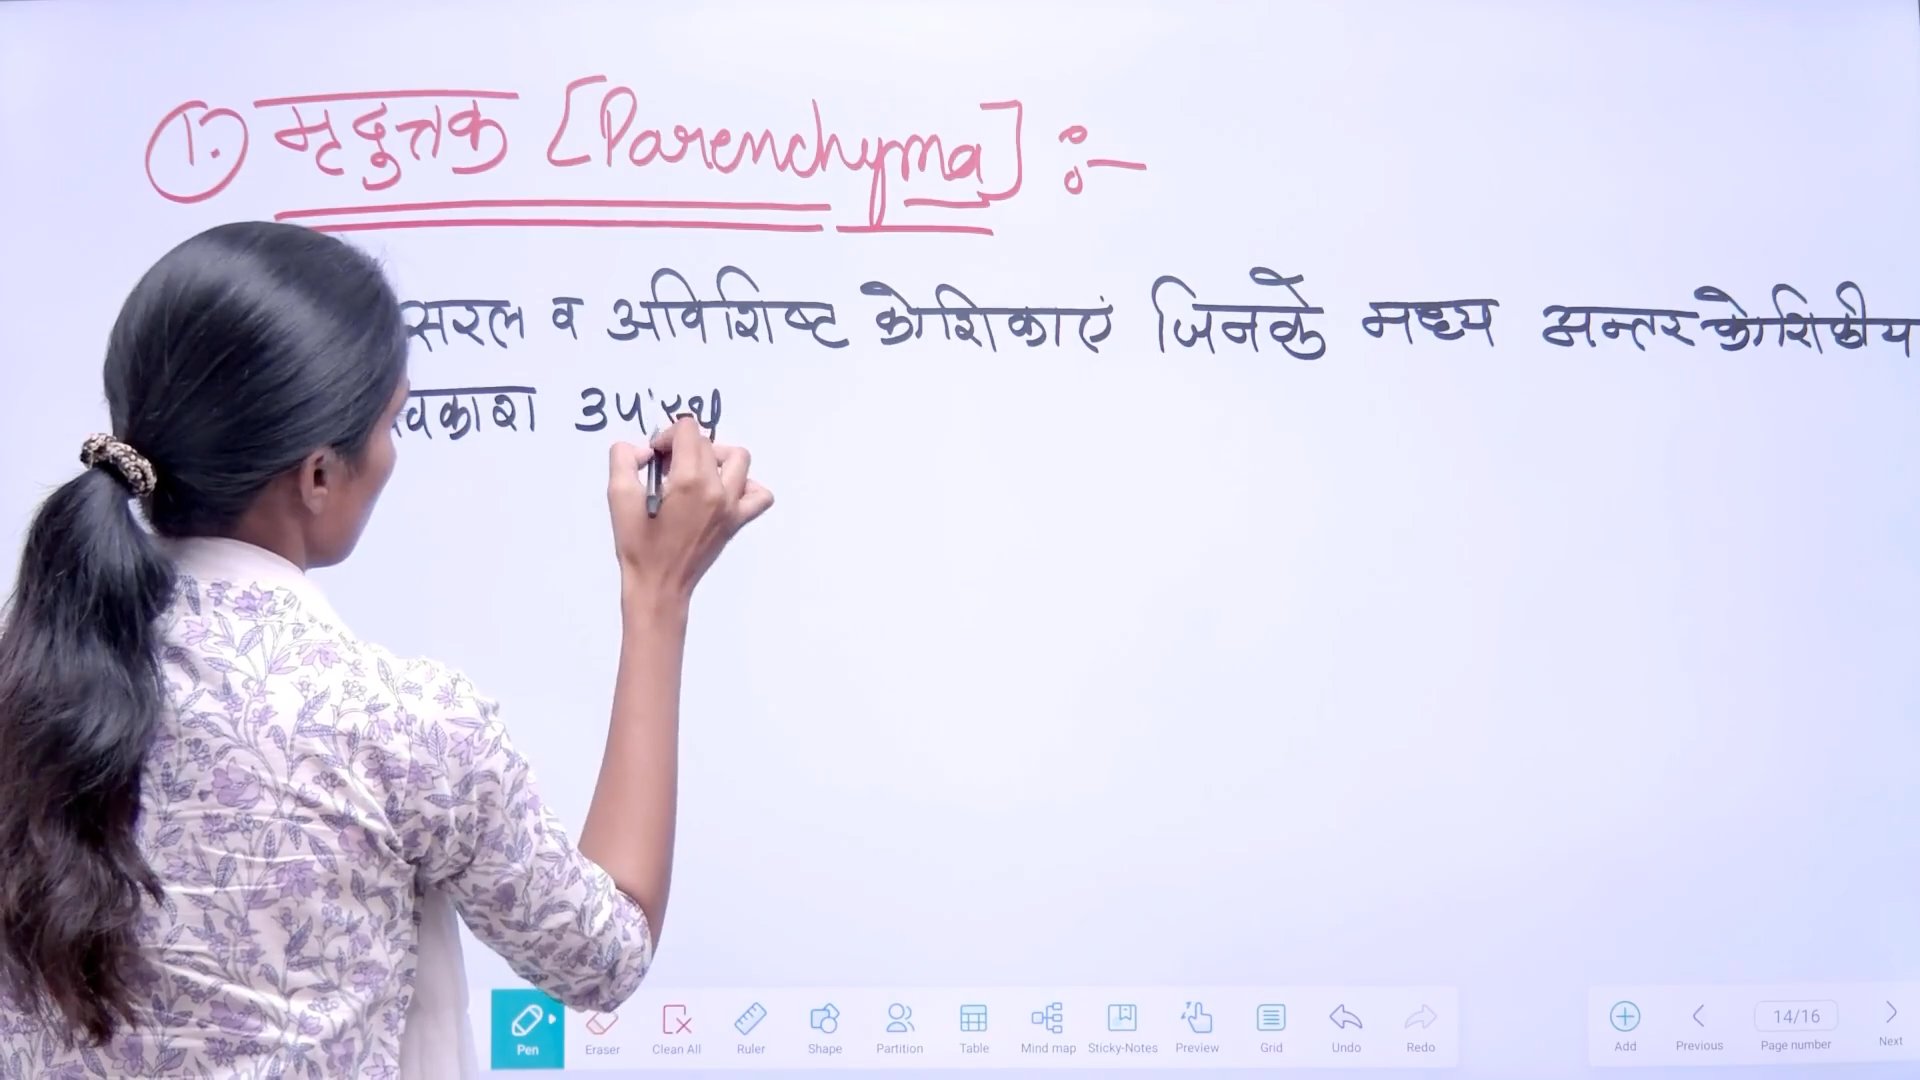 1. मृदुत्तक [Parenchyma] :-
सरल व अविशिष्ट कोशिकाएं जिनके मध्य अन्तरकोशिकीय
वकाश उपस्थ
Pen Eraser Clean All Ruler Shape Partition Table Mind map Sticky-Notes Preview Grid Undo Redo Add Previous 14/16 Page number Next